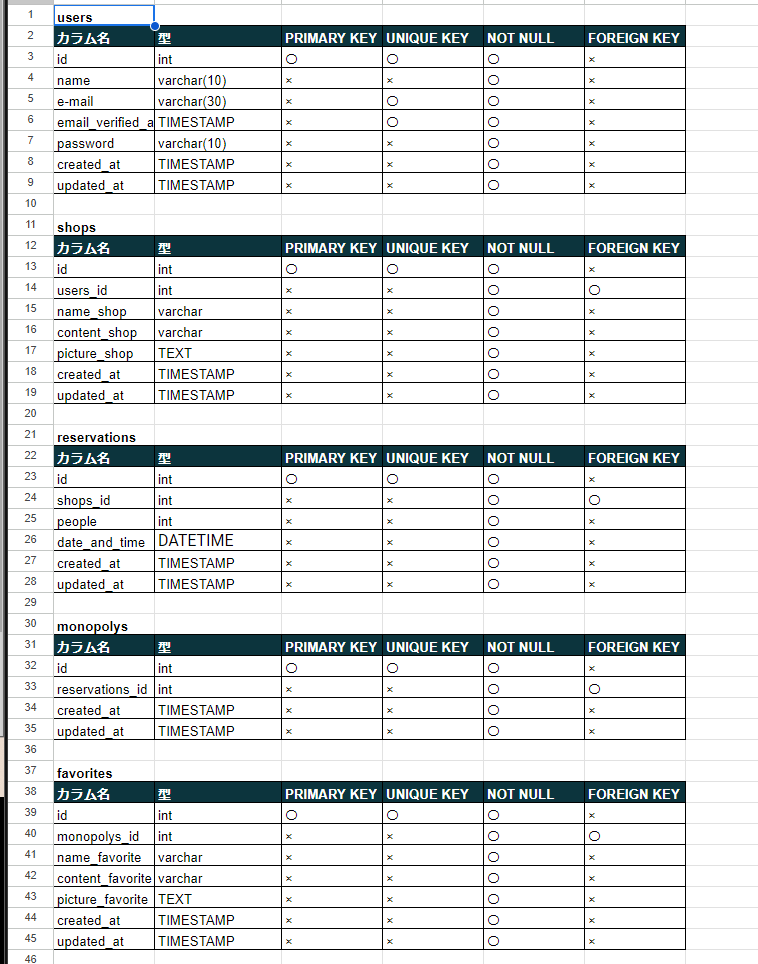 1 users
2 カラム名 型 PRIMARY KEY UNIQUE KEY NOT NULL FOREIGN KEY
3 id int 〇 〇 〇 ×
4 name varchar(10) × × 〇 ×
5 e-mail varchar(30) × 〇 〇 ×
6 email_verified_a TIMESTAMP × 〇 〇 ×
7 password varchar(10) × × 〇 ×
8 created_at TIMESTAMP × × 〇 ×
9 updated_at TIMESTAMP × × 〇 ×
10
11 shops
12 カラム名 型 PRIMARY KEY UNIQUE KEY NOT NULL FOREIGN KEY
13 id int 〇 〇 〇 ×
14 users_id int × × 〇 〇
15 name_shop varchar × × 〇 ×
16 content_shop varchar × × 〇 ×
17 picture_shop TEXT × × 〇 ×
18 created_at TIMESTAMP × × 〇 ×
19 updated_at TIMESTAMP × × 〇 ×
20
21 reservations
22 カラム名 型 PRIMARY KEY UNIQUE KEY NOT NULL FOREIGN KEY
23 id int 〇 〇 〇 ×
24 shops_id int × × 〇 〇
25 people int × × 〇 ×
26 date_and_time DATETIME × × 〇 ×
27 created_at TIMESTAMP × × 〇 ×
28 updated_at TIMESTAMP × × 〇 ×
29
30 monopolys
31 カラム名 型 PRIMARY KEY UNIQUE KEY NOT NULL FOREIGN KEY
32 id int 〇 〇 〇 ×
33 reservations_id int × × 〇 〇
34 created_at TIMESTAMP × × 〇 ×
35 updated_at TIMESTAMP × × 〇 ×
36
37 favorites
38 カラム名 型 PRIMARY KEY UNIQUE KEY NOT NULL FOREIGN KEY
39 id int 〇 〇 〇 ×
40 monopolys_id int × × 〇 〇
41 name_favorite varchar × × 〇 ×
42 content_favorite varchar × × 〇 ×
43 picture_favorite TEXT × × 〇 ×
44 created_at TIMESTAMP × × 〇 ×
45 updated_at TIMESTAMP × × 〇 ×
46